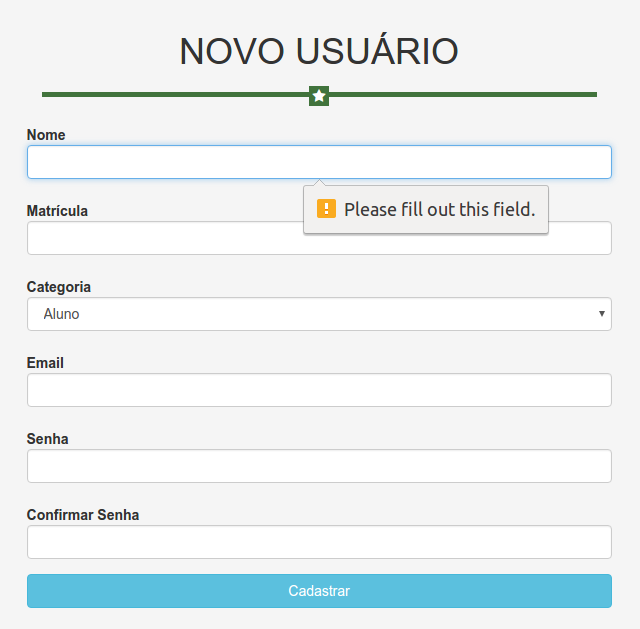 NOVO USUÁRIO
Nome
Please fill out this field.
Matrícula
Categoria
Aluno
Email
Senha
Confirmar Senha
Cadastrar